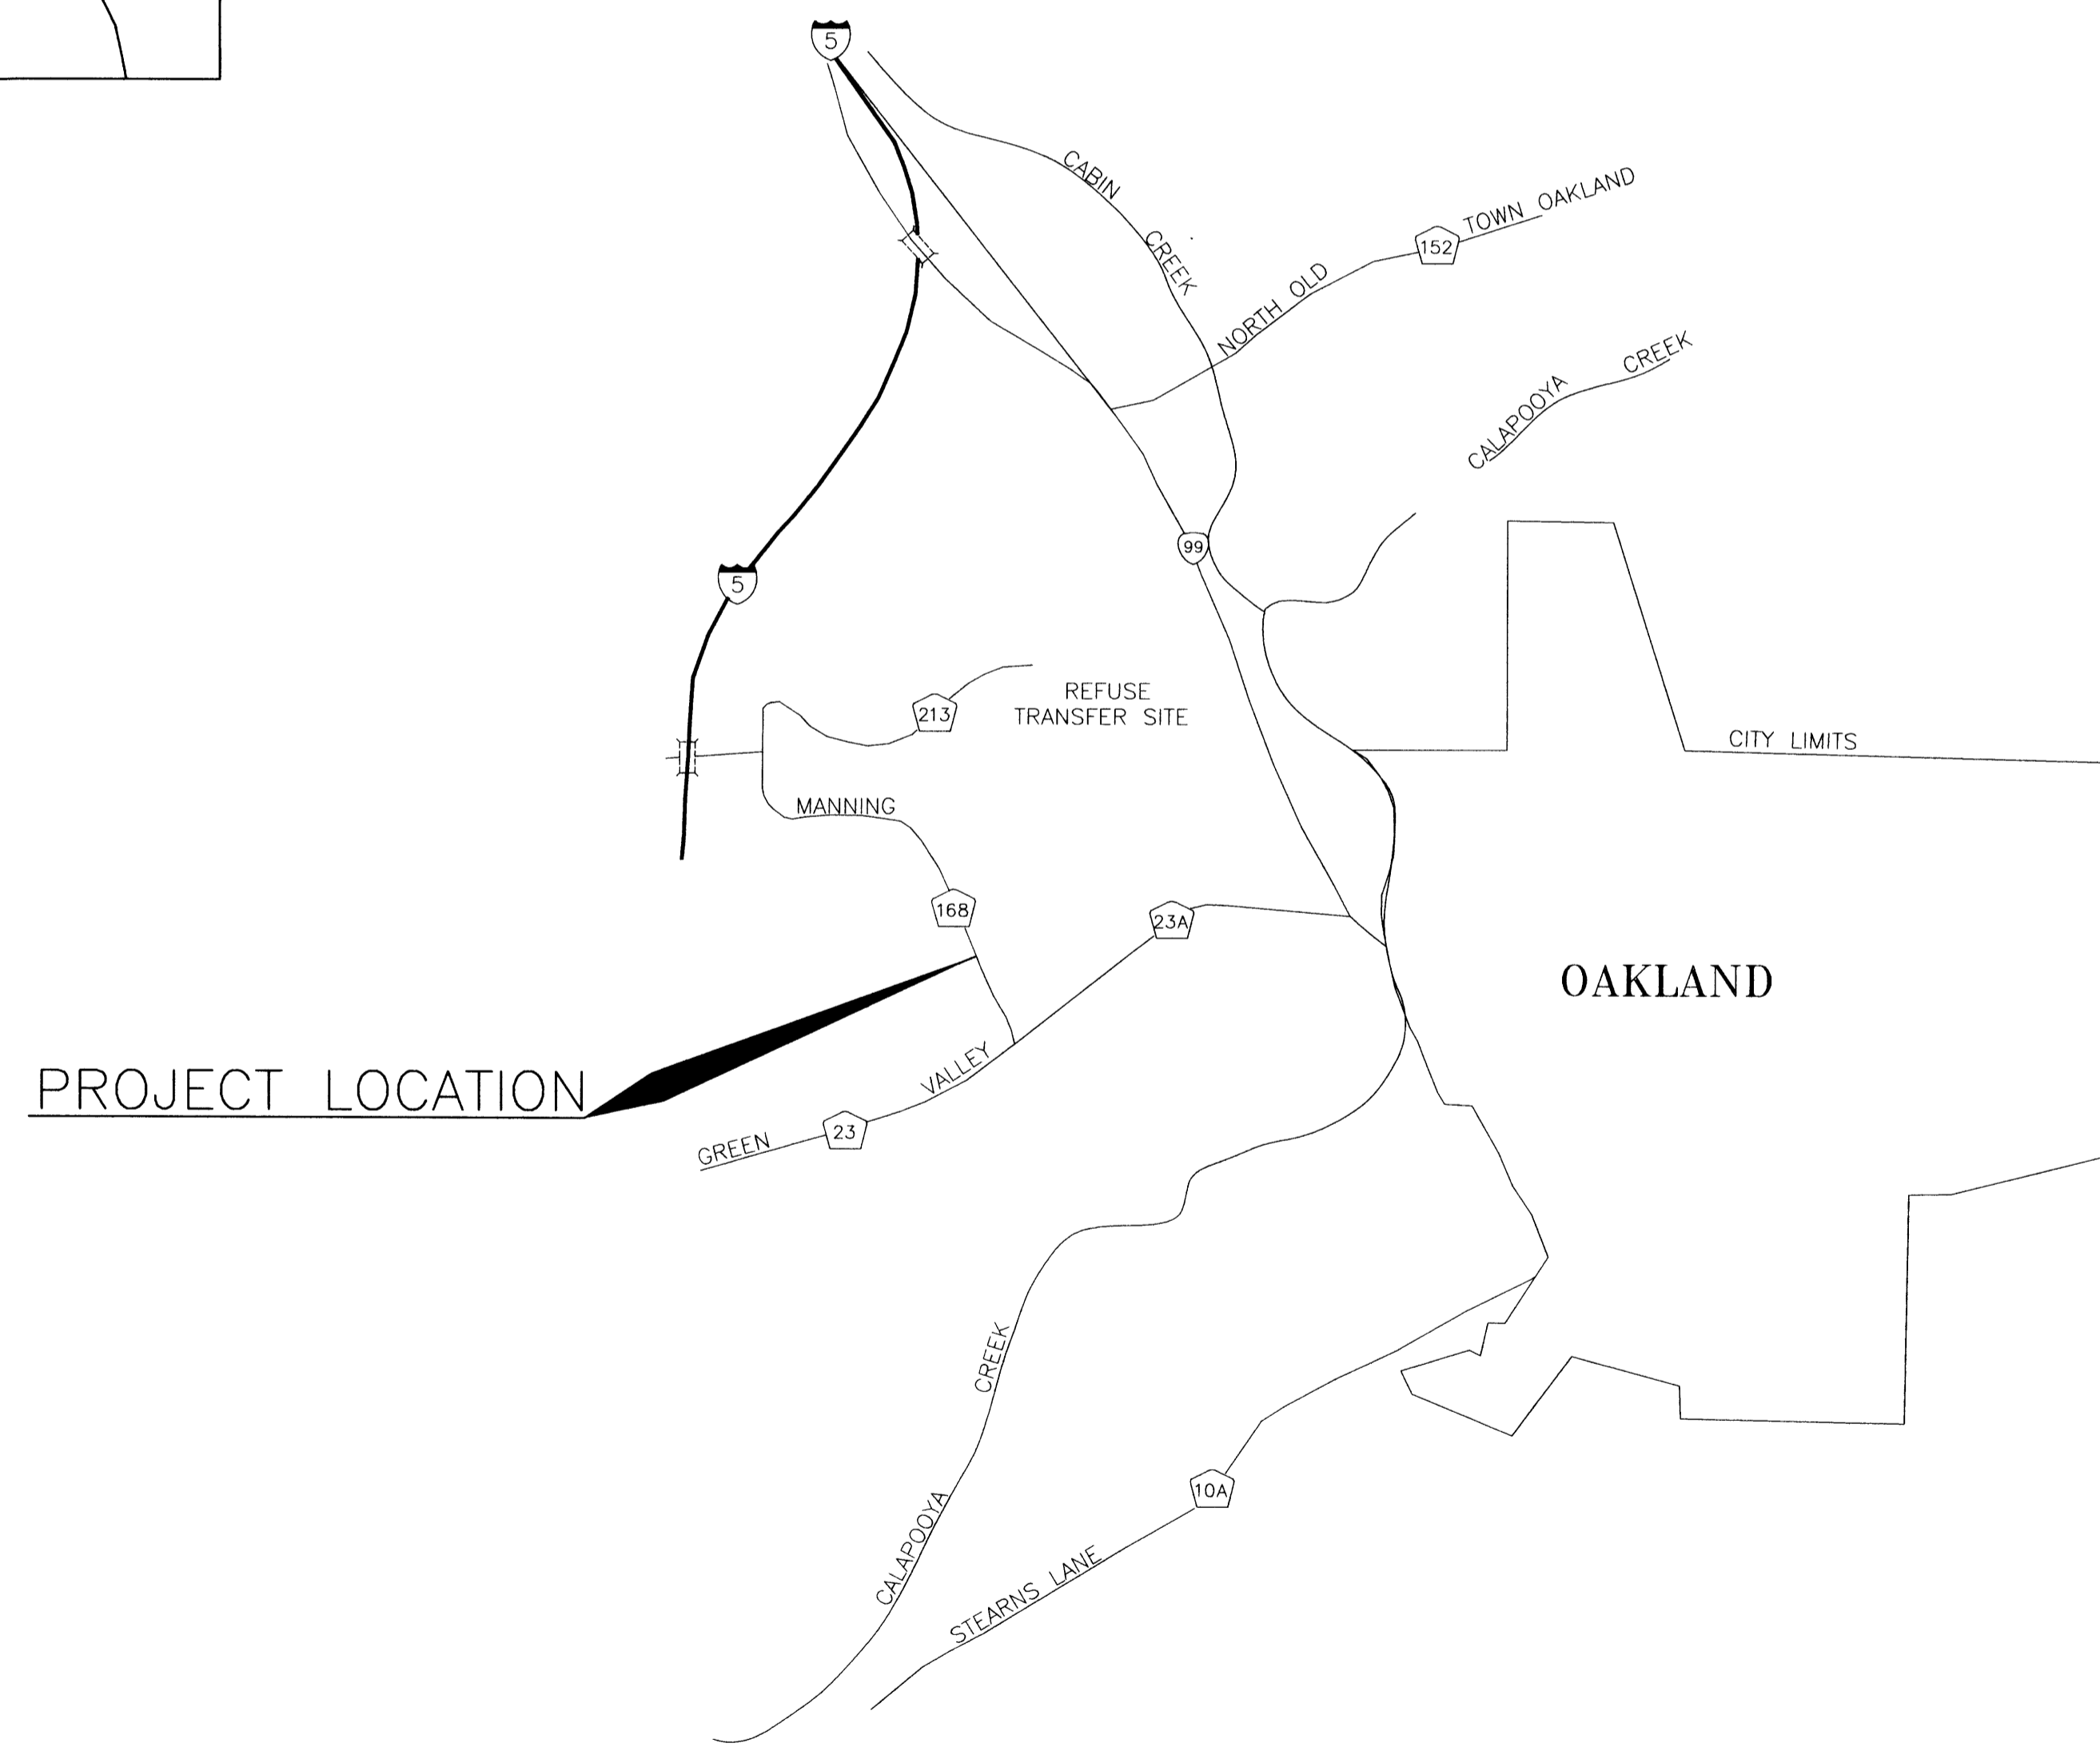 5
CABIN CREEK
NORTH OLD TOWN OAKLAND
152
CALAPOOYA CREEK
99
5
213
REFUSE
TRANSFER SITE
CITY LIMITS
MANNING
168
23A
OAKLAND
PROJECT LOCATION
GREEN VALLEY
23
CALAPOOYA CREEK
10A
STEARNS LANE